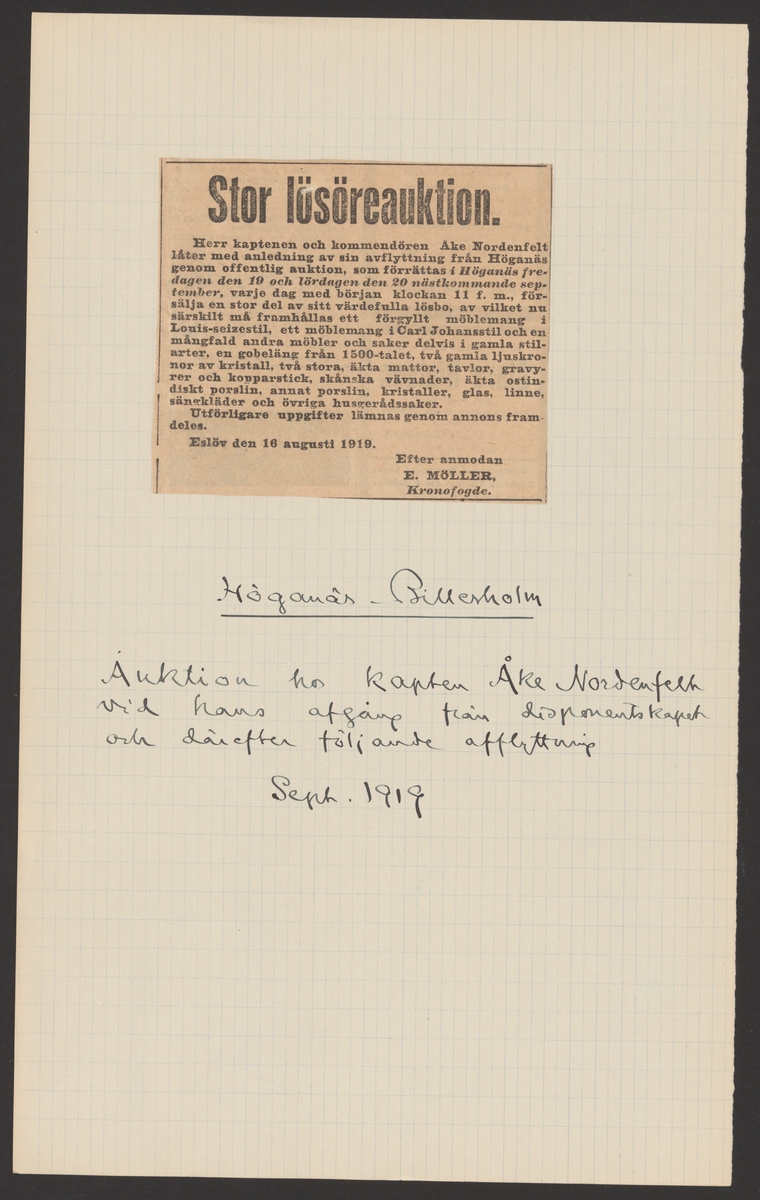 Stor lösöreauktion.
Herr kaptenen och kommendören Åke Nordenfelt
låter med anledning av sin avflyttning från Höganäs
genom offentlig auktion, som förrättas i Höganäs fre-
dagen den 19 och lördagen den 20 nästkommande sep-
tember, varje dag med början klockan 11 f. m., för-
sälja en stor del av sitt värdefulla lösbo, av vilket nu
särskilt må framhållas ett förgyllt möblemang i
Louis-seizestil, ett möblemang i Carl Johansstil och en
mångfald andra möbler och saker delvis i gamla stil-
arter, en gobeläng från 1500-talet, två gamla ljuskro-
nor av kristall, två stora, äkta mattor, tavlor, gravy-
rer och kopparstick, skånska vävnader, äkta ostin-
diskt porslin, annat porslin, kristaller, glas, linne,
sängkläder och övriga husgerådssaker.
Utförligare uppgifter lämnas genom annons fram-
deles.
Eslöv den 16 augusti 1919.
Efter anmodan
E. MÖLLER,
Kronofogde.
Höganäs - Billesholm
Auktion hos kapten Åke Nordenfelt
vid hans afgång från disponentskapet
och därefter följande afflyttning
Sept. 1919